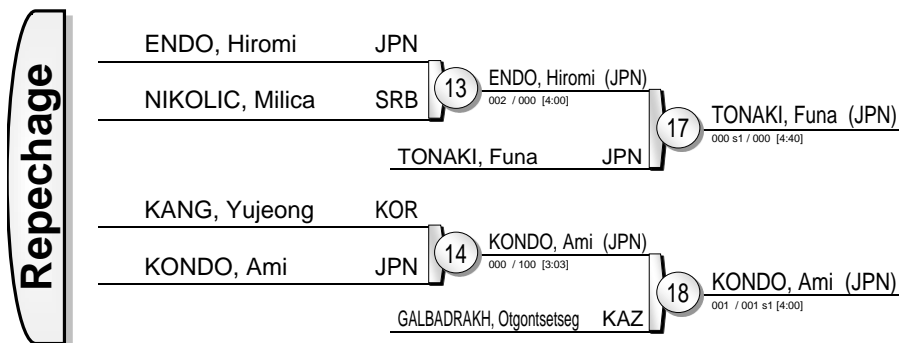 Repechage
ENDO, Hiromi JPN
NIKOLIC, Milica SRB
13
ENDO, Hiromi (JPN)
002 / 000 [4:00]
TONAKI, Funa JPN
17
TONAKI, Funa (JPN)
000 s1 / 000 [4:40]
KANG, Yujeong KOR
KONDO, Ami JPN
14
KONDO, Ami (JPN)
000 / 100 [3:03]
GALBADRAKH, Otgontsetseg KAZ
18
KONDO, Ami (JPN)
001 / 001 s1 [4:00]